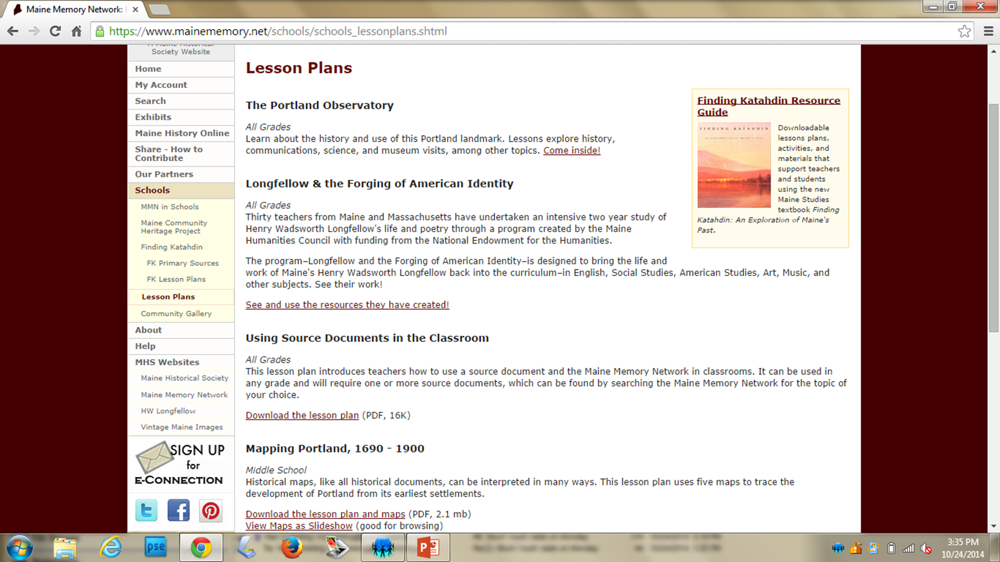 Maine Memory Network:
https://www.mainememory.net/schools/schools_lessonplans.shtml
A Maine Historical
Society Website
Home
My Account
Search
Exhibits
Maine History Online
Share - How to
Contribute
Our Partners
Schools
MMN in Schools
Maine Community
Heritage Project
Finding Katahdin
FK Primary Sources
FK Lesson Plans
Lesson Plans
Community Gallery
About
Help
MHS Websites
Maine Historical Society
Maine Memory Network
HW Longfellow
Vintage Maine Images
SIGN UP
for
e-Connection
Lesson Plans
The Portland Observatory
All Grades
Learn about the history and use of this Portland landmark. Lessons explore history,
communications, science, and museum visits, among other topics. Come inside!
Longfellow & the Forging of American Identity
All Grades
Thirty teachers from Maine and Massachusetts have undertaken an intensive two year study of
Henry Wadsworth Longfellow's life and poetry through a program created by the Maine
Humanities Council with funding from the National Endowment for the Humanities.
The program–Longfellow and the Forging of American Identity–is designed to bring the life and
work of Maine's Henry Wadsworth Longfellow back into the curriculum–in English, Social Studies, American Studies, Art, Music, and
other subjects. See their work!
See and use the resources they have created!
Using Source Documents in the Classroom
All Grades
This lesson plan introduces teachers how to use a source document and the Maine Memory Network in classrooms. It can be used in
any grade and will require one or more source documents, which can be found by searching the Maine Memory Network for the topic of
your choice.
Download the lesson plan (PDF, 16K)
Mapping Portland, 1690 - 1900
Middle School
Historical maps, like all historical documents, can be interpreted in many ways. This lesson plan uses five maps to trace the
development of Portland from its earliest settlements.
Download the lesson plan and maps (PDF, 2.1 mb)
View Maps as Slideshow (good for browsing)
Finding Katahdin Resource
Guide
FINDING KATAHDIN
AN EXPLORATION OF MAINE'S PAST
Downloadable
lessons plans,
activities, and
materials that
support teachers
and students
using the new
Maine Studies
textbook Finding
Katahdin: An Exploration of Maine's
Past.
pse
3:35 PM
10/24/2014